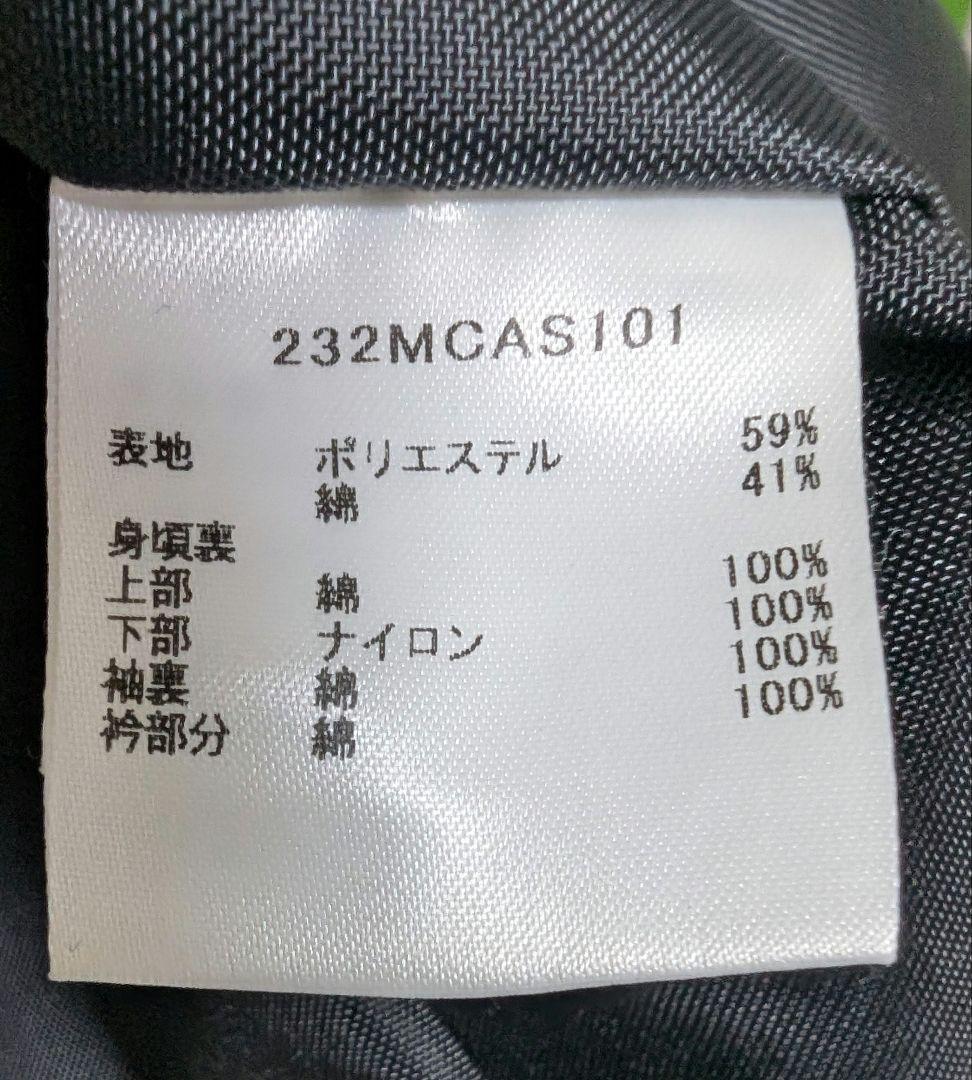 232MCAS101
表地 ポリエステル 59%
綿 41%
身頃裏
上部 綿 100%
下部 ナイロン 100%
袖裏 綿 100%
衿部分 綿 100%